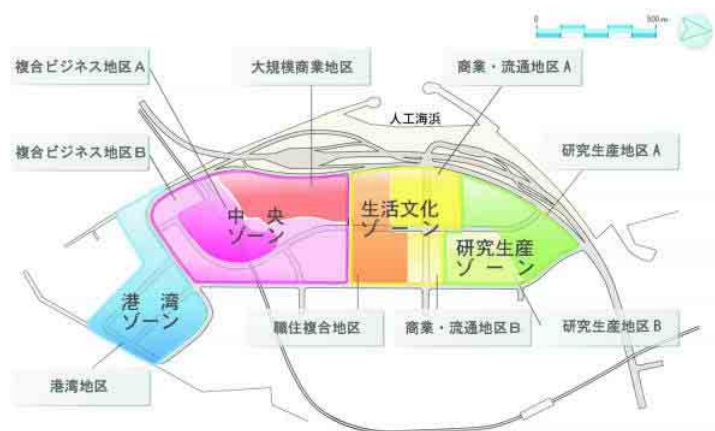 0 500m
複合ビジネス地区A
大規模商業地区
商業・流通地区A
人工海浜
複合ビジネス地区B
研究生産地区A
中央
ゾーン
生活文化
ゾーン
研究生産
ゾーン
港湾
ゾーン
職住複合地区
商業・流通地区B
研究生産地区B
港湾地区